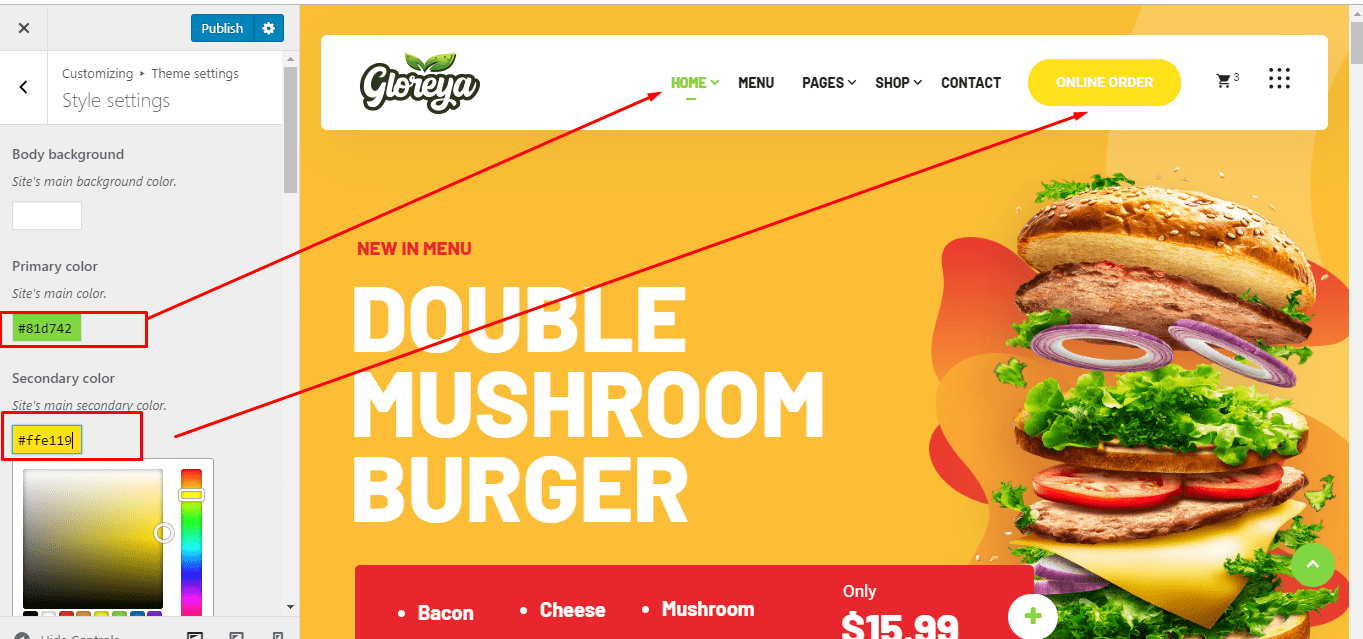 Publish
Customizing ▸ Theme settings
Style settings
Body background
Site's main background color.
Primary color
Site's main color.
#81d742
Secondary color
Site's main secondary color.
#ffe119
Hide Controls
Gloreya
HOME MENU PAGES SHOP CONTACT ONLINE ORDER 3
NEW IN MENU
DOUBLE
MUSHROOM
BURGER
• Bacon • Cheese • Mushroom
Only
$15.99